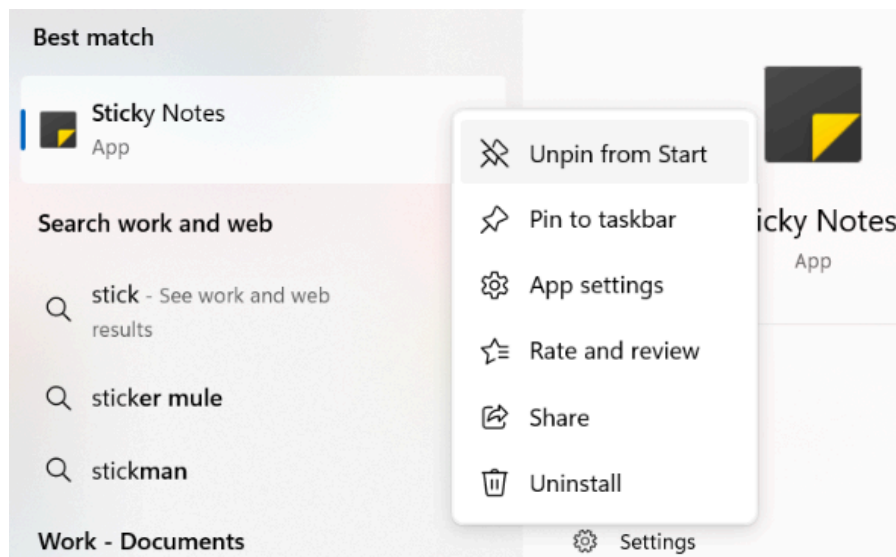 Best match
Sticky Notes
App
Search work and web
stick - See work and web
results
sticker mule
stickman
Work - Documents
Unpin from Start
Pin to taskbar
App settings
Rate and review
Share
Uninstall
icky Notes
App
Settings